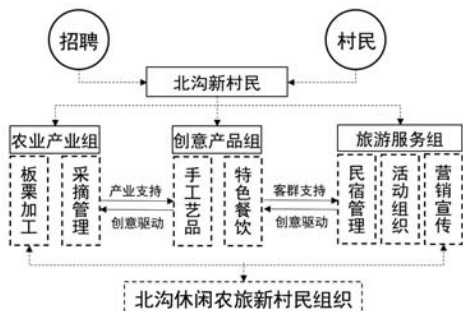 招聘
村民
北沟新村民
农业产业组
创意产品组
旅游服务组
板栗加工
采摘管理
产业支持
创意驱动
手工艺品
特色餐饮
客群支持
创意驱动
民宿管理
活动组织
营销宣传
北沟休闲农旅新村民组织